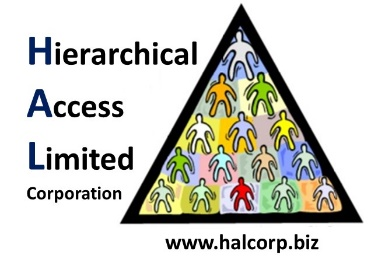 Hierarchical
Access
Limited
Corporation
www.halcorp.biz